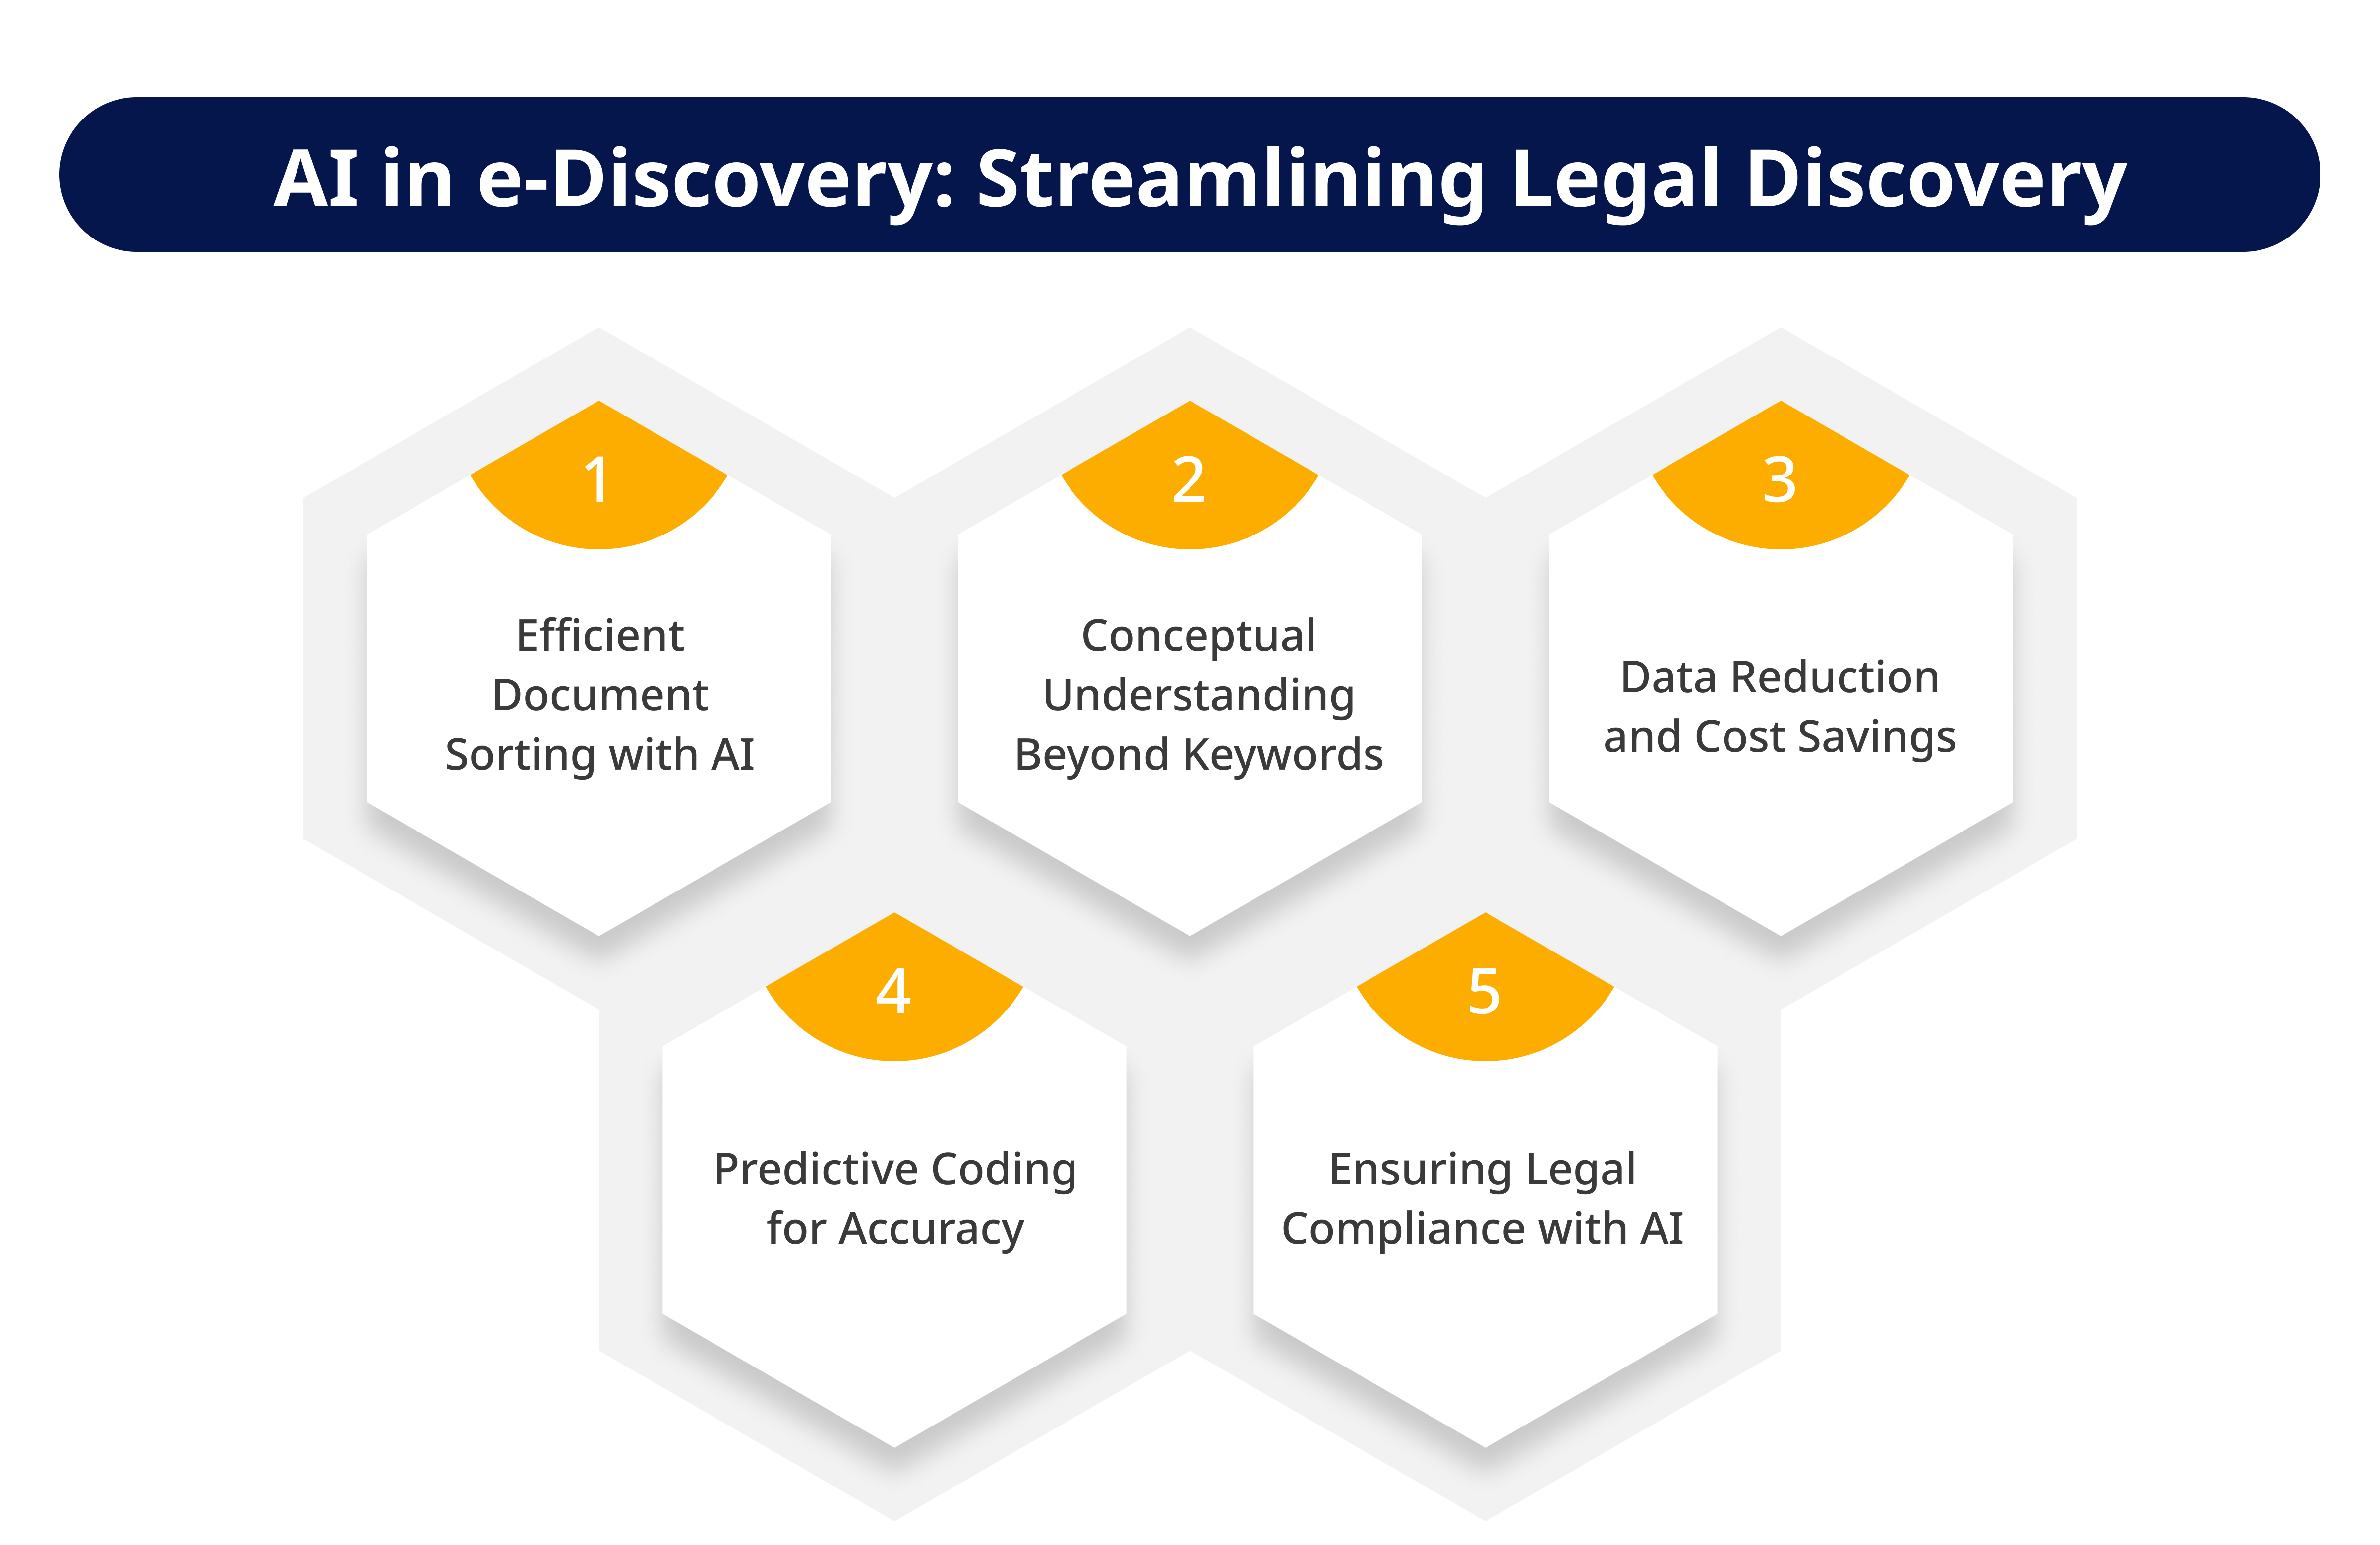 AI in e-Discovery: Streamlining Legal Discovery
1
Efficient
Document
Sorting with AI
2
Conceptual
Understanding
Beyond Keywords
3
Data Reduction
and Cost Savings
4
Predictive Coding
for Accuracy
5
Ensuring Legal
Compliance with AI